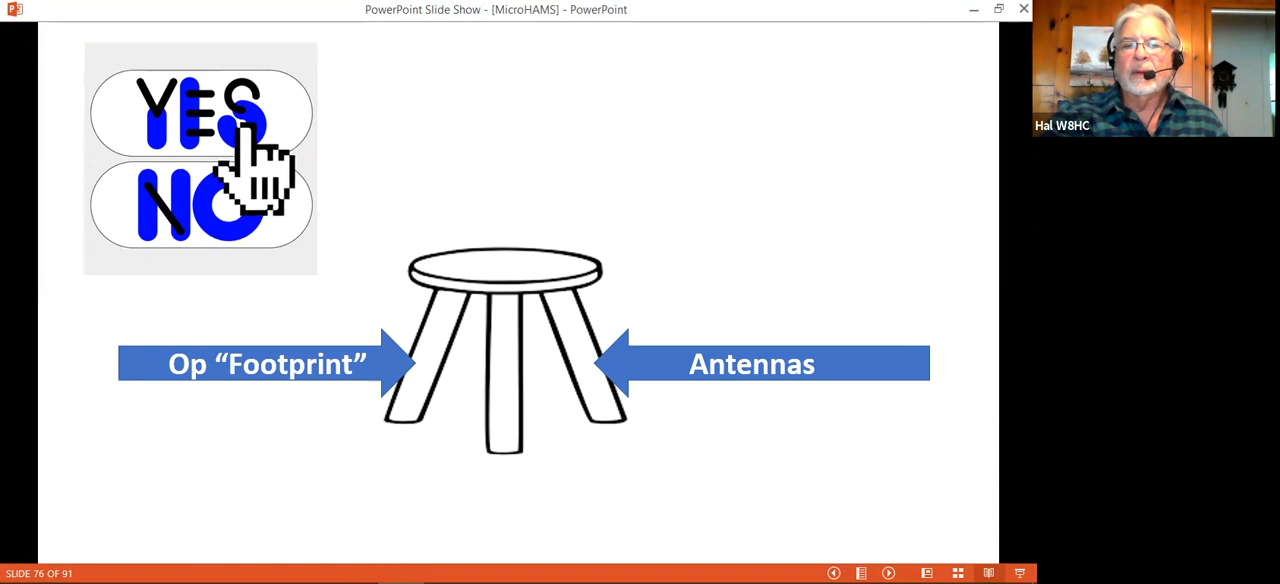 PowerPoint Slide Show - [MicroHAMS] - PowerPoint
YES
NO
Op “Footprint”
Antennas
Hal W8HC
SLIDE 76 OF 91